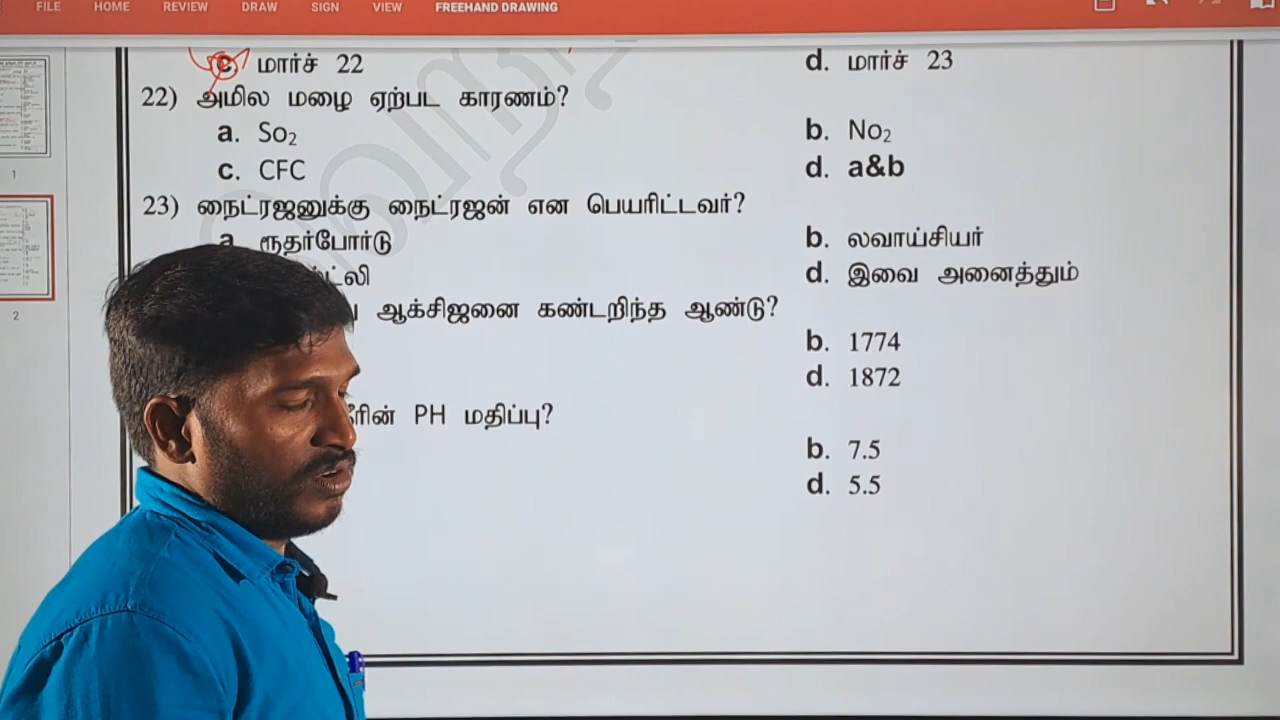 FILE HOME REVIEW DRAW SIGN VIEW FREEHAND DRAWING
c. மார்ச் 22 d. மார்ச் 23
22) அமில மழை ஏற்பட காரணம்?
a. So₂ b. No₂
c. CFC d. a&b
23) நைட்ரஜனுக்கு நைட்ரஜன் என பெயரிட்டவர்?
a. ரூதர்போர்டு b. லவாய்சியர்
d. இவை அனைத்தும்
ஆக்சிஜனை கண்டறிந்த ஆண்டு?
b. 1774
d. 1872
PH மதிப்பு?
b. 7.5
d. 5.5
1
2